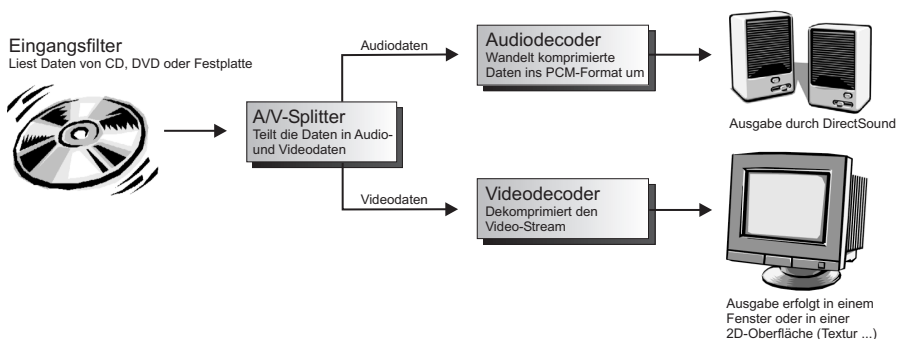 Eingangsfilter
Liest Daten von CD, DVD oder Festplatte
A/V-Splitter
Teilt die Daten in Audio-
und Videodaten
Audiodaten
Audiodecoder
Wandelt komprimierte
Daten ins PCM-Format um
Ausgabe durch DirectSound
Videodaten
Videodecoder
Dekomprimiert den
Video-Stream
Ausgabe erfolgt in einem
Fenster oder in einer
2D-Oberfläche (Textur ...)